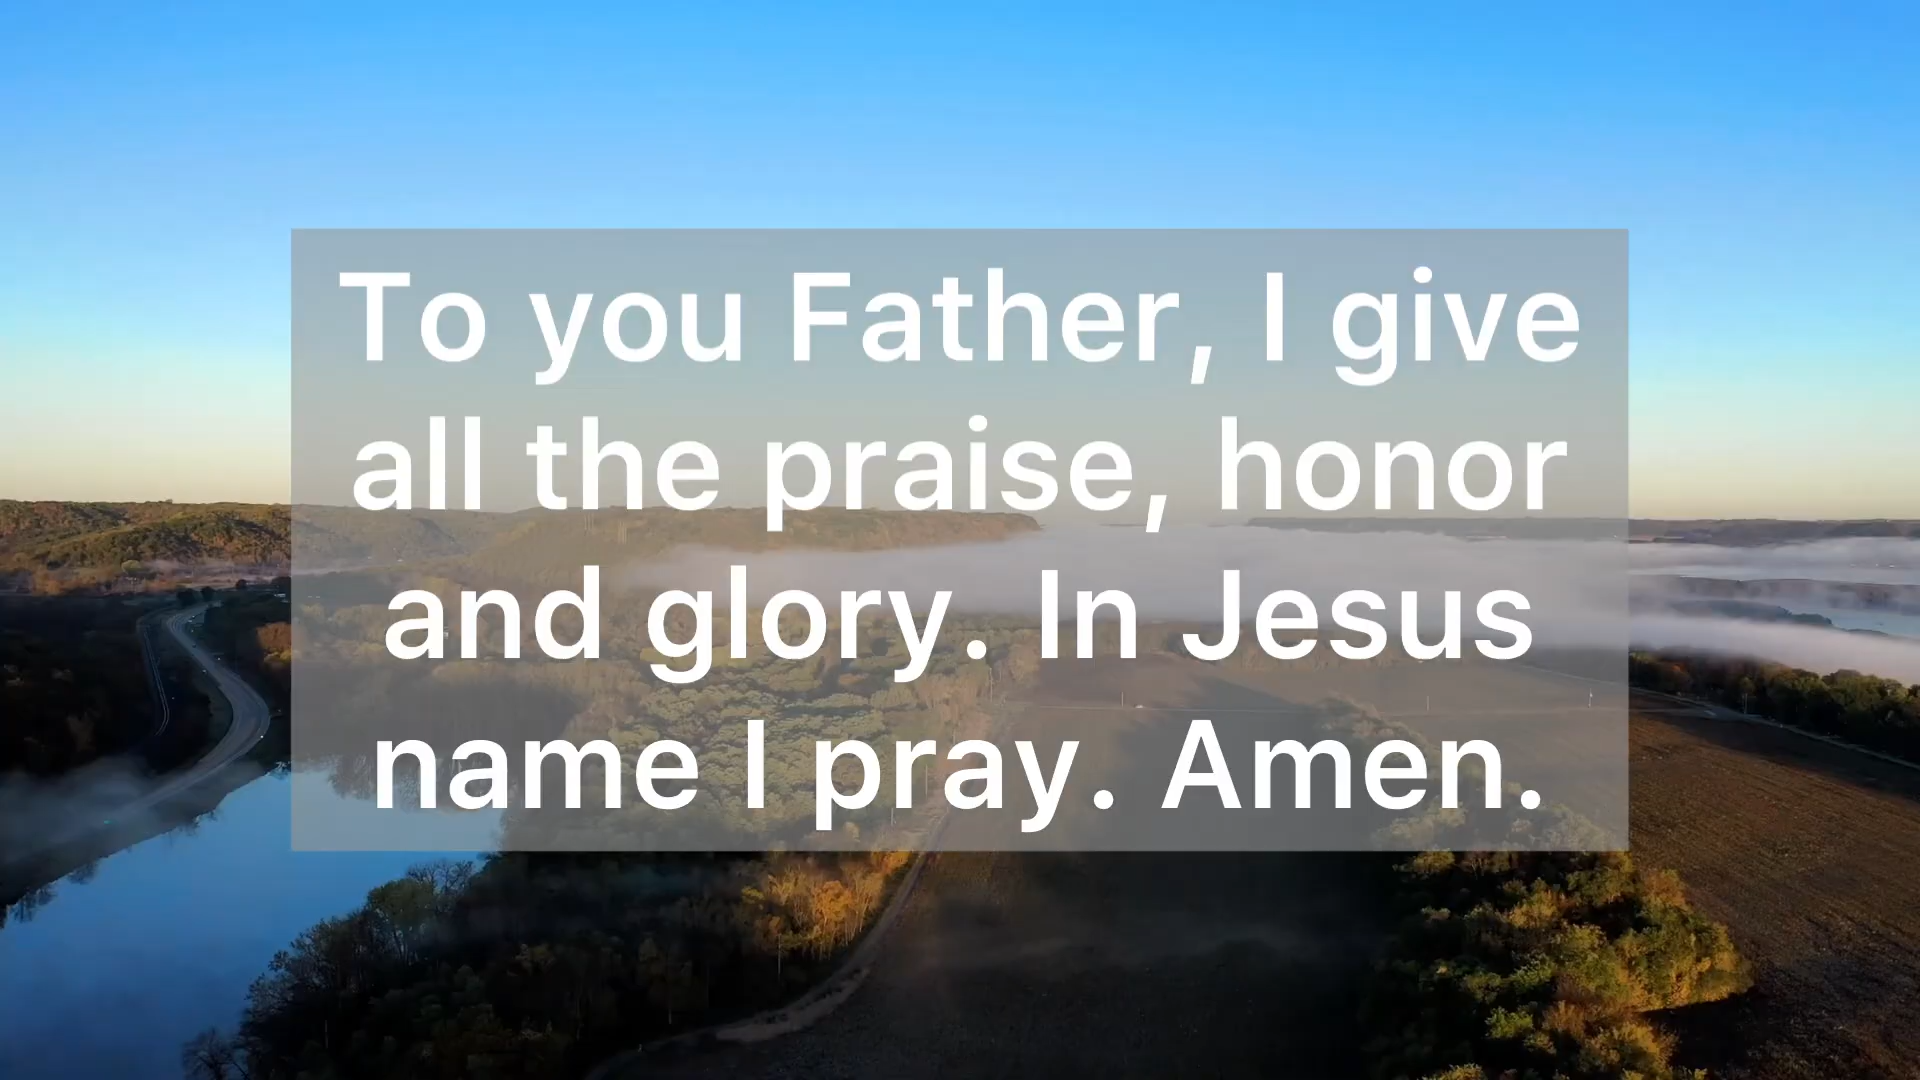 To you Father, I give
all the praise, honor
and glory. In Jesus
name I pray. Amen.